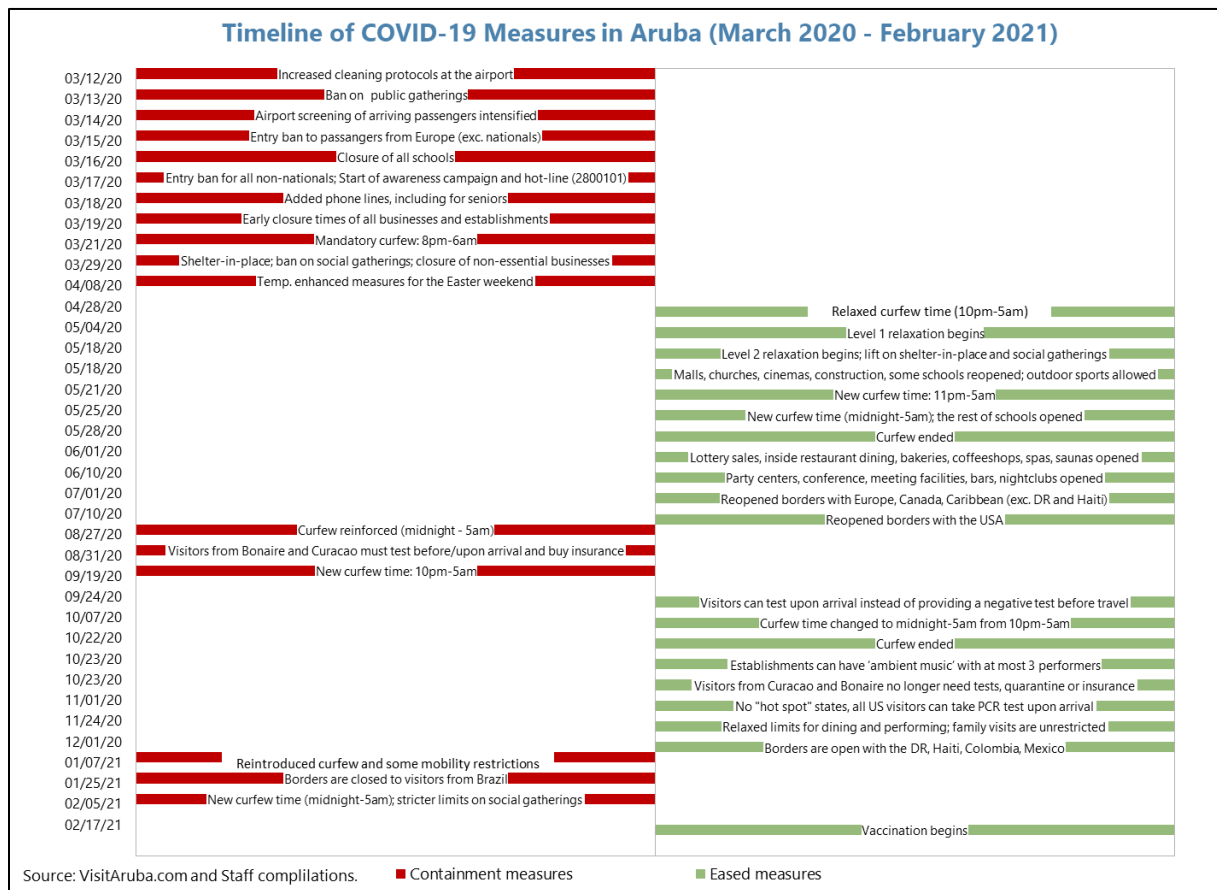 Timeline of COVID-19 Measures in Aruba (March 2020 - February 2021)
03/12/20 Increased cleaning protocols at the airport
03/13/20 Ban on public gatherings
03/14/20 Airport screening of arriving passengers intensified
03/15/20 Entry ban to passangers from Europe (exc. nationals)
03/16/20 Closure of all schools
03/17/20 Entry ban for all non-nationals; Start of awareness campaign and hot-line (2800101)
03/18/20 Added phone lines, including for seniors
03/19/20 Early closure times of all businesses and establishments
03/21/20 Mandatory curfew: 8pm-6am
03/29/20 Shelter-in-place; ban on social gatherings; closure of non-essential businesses
04/08/20 Temp. enhanced measures for the Easter weekend
04/28/20 Relaxed curfew time (10pm-5am)
05/04/20 Level 1 relaxation begins
05/18/20 Level 2 relaxation begins; lift on shelter-in-place and social gatherings
05/18/20 Malls, churches, cinemas, construction, some schools reopened; outdoor sports allowed
05/21/20 New curfew time: 11pm-5am
05/25/20 New curfew time (midnight-5am); the rest of schools opened
05/28/20 Curfew ended
06/01/20 Lottery sales, inside restaurant dining, bakeries, coffeeshops, spas, saunas opened
06/10/20 Party centers, conference, meeting facilities, bars, nightclubs opened
07/01/20 Reopened borders with Europe, Canada, Caribbean (exc. DR and Haiti)
07/10/20 Reopened borders with the USA
08/27/20 Curfew reinforced (midnight - 5am)
08/31/20 Visitors from Bonaire and Curacao must test before/upon arrival and buy insurance
09/19/20 New curfew time: 10pm-5am
09/24/20 Visitors can test upon arrival instead of providing a negative test before travel
10/07/20 Curfew time changed to midnight-5am from 10pm-5am
10/22/20 Curfew ended
10/23/20 Establishments can have ‘ambient music’ with at most 3 performers
10/23/20 Visitors from Curacao and Bonaire no longer need tests, quarantine or insurance
11/01/20 No "hot spot" states, all US visitors can take PCR test upon arrival
11/24/20 Relaxed limits for dining and performing; family visits are unrestricted
12/01/20 Borders are open with the DR, Haiti, Colombia, Mexico
01/07/21 Reintroduced curfew and some mobility restrictions
01/25/21 Borders are closed to visitors from Brazil
02/05/21 New curfew time (midnight-5am); stricter limits on social gatherings
02/17/21 Vaccination begins
Source: VisitAruba.com and Staff complilations. Containment measures Eased measures